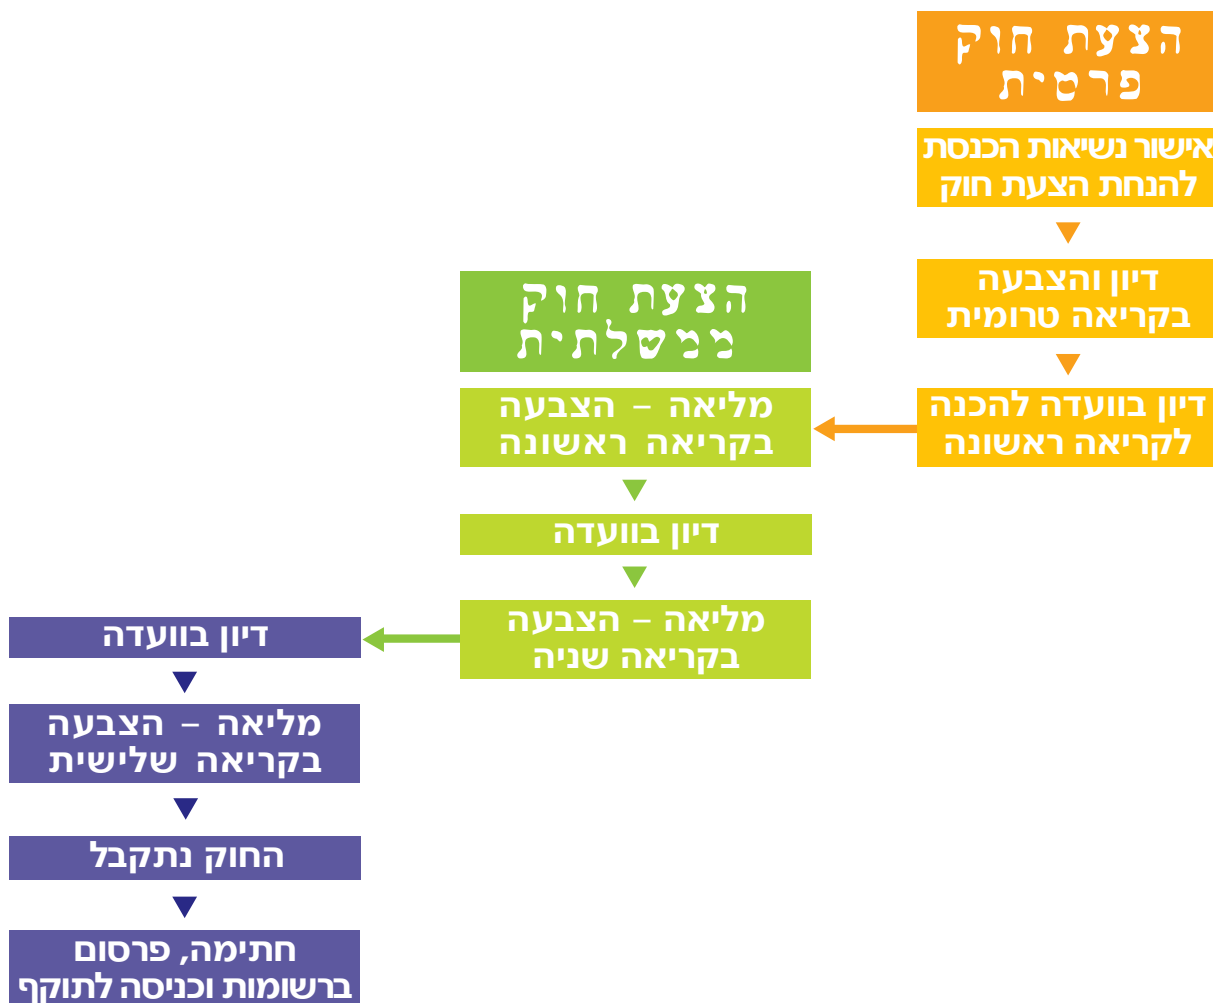 הצעת חוק
פרטית
אישור נשיאות הכנסת
להנחת הצעת חוק
דיון והצבעה
בקריאה טרומית
דיון בוועדה להכנה
לקריאה ראשונה
הצעת חוק
ממשלתית
מליאה – הצבעה
בקריאה ראשונה
דיון בוועדה
מליאה – הצבעה
בקריאה שניה
דיון בוועדה
מליאה – הצבעה
בקריאה שלישית
החוק נתקבל
חתימה, פרסום
ברשומות וכניסה לתוקף